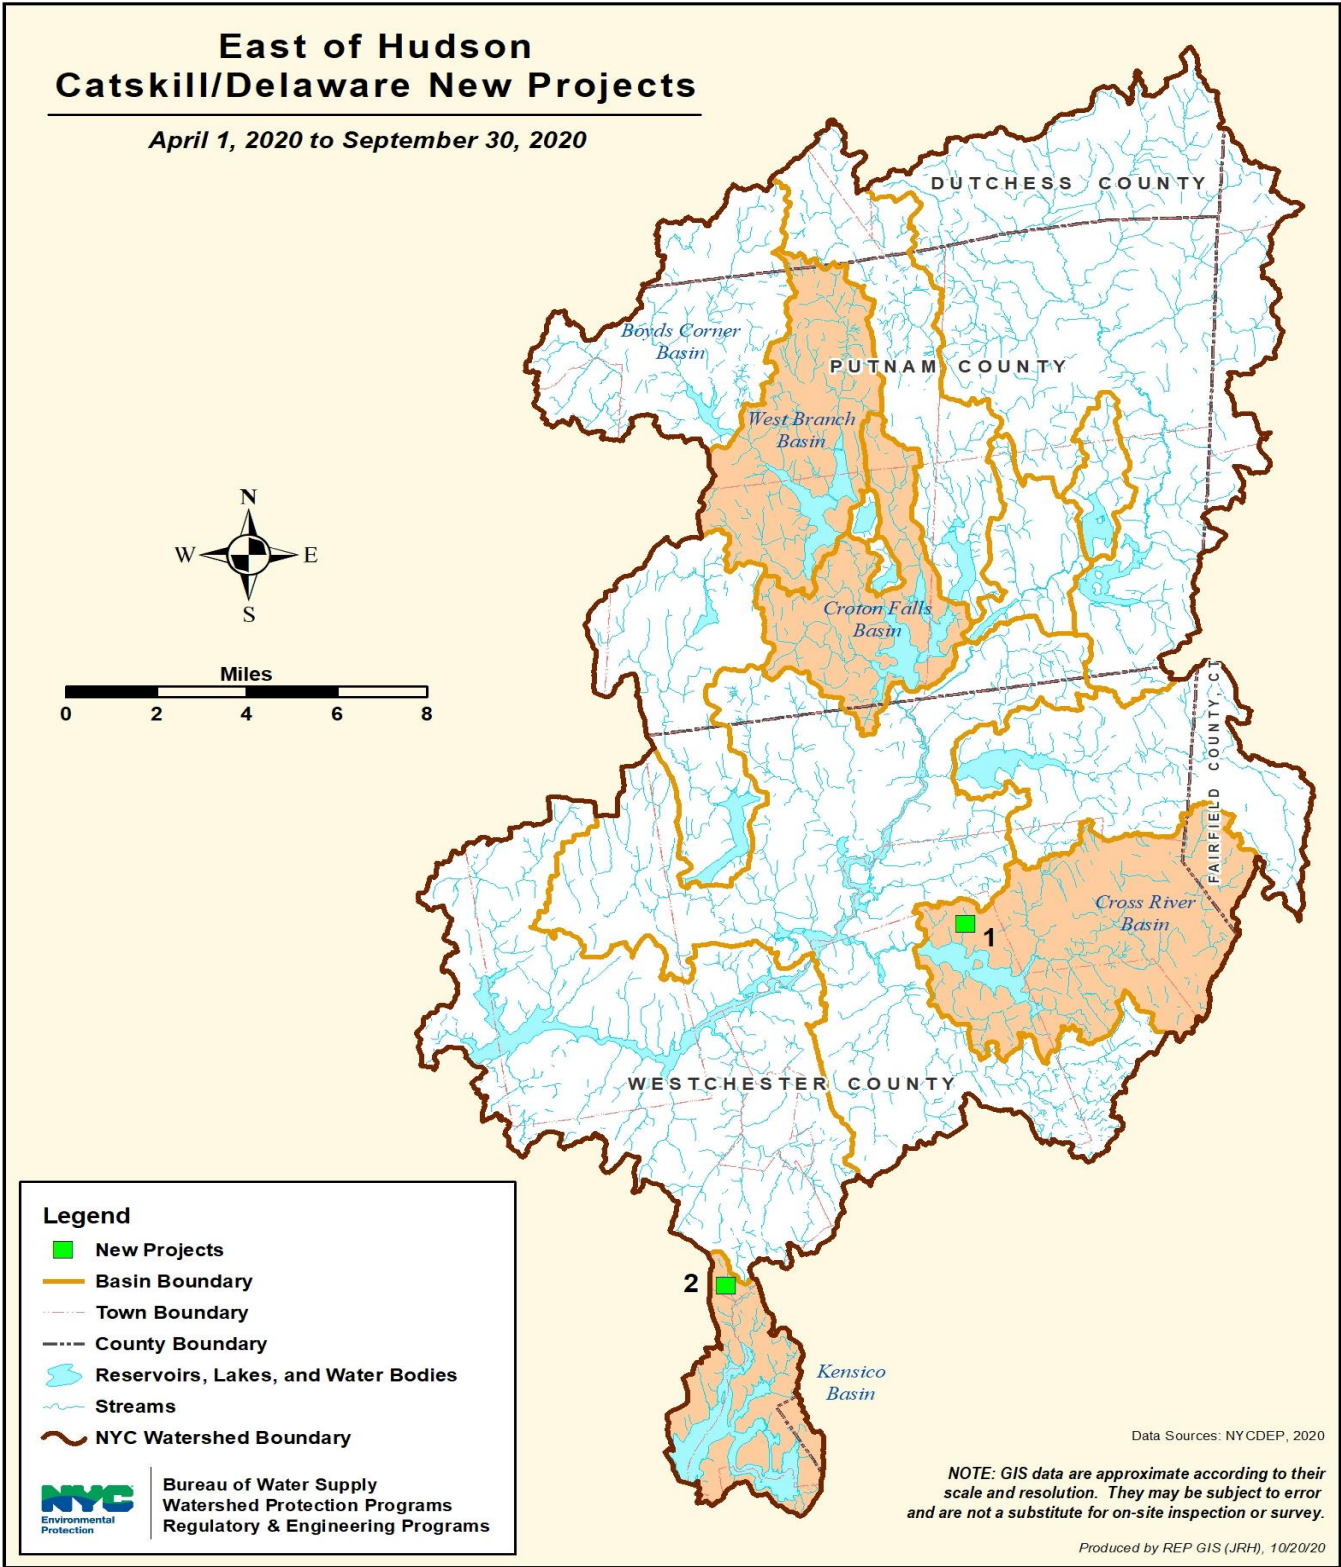 East of Hudson
Catskill/Delaware New Projects
April 1, 2020 to September 30, 2020
DUTCHESS COUNTY
Boyds Corner
Basin
PUTNAM COUNTY
West Branch
Basin
N
W
E
S
Croton Falls
Basin
Miles
0 2 4 6 8
FAIRFIELD COUNTY, CT
Cross River
Basin
1
WESTCHESTER COUNTY
2
Kensico
Basin
Legend
New Projects
Basin Boundary
Town Boundary
County Boundary
Reservoirs, Lakes, and Water Bodies
Streams
NYC Watershed Boundary
NYC
Environmental
Protection
Bureau of Water Supply
Watershed Protection Programs
Regulatory & Engineering Programs
Data Sources: NYCDEP, 2020
NOTE: GIS data are approximate according to their
scale and resolution. They may be subject to error
and are not a substitute for on-site inspection or survey.
Produced by REP GIS (JRH), 10/20/20